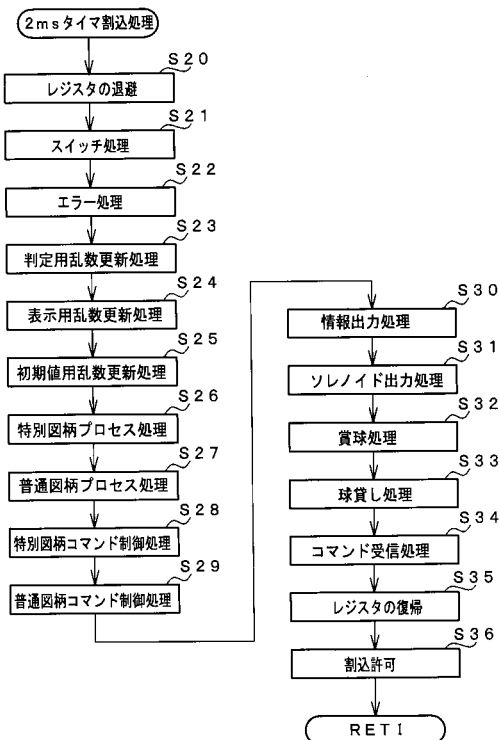 2msタイマ割込処理
S20
レジスタの退避
S21
スイッチ処理
S22
エラー処理
S23
判定用乱数更新処理
S24
表示用乱数更新処理
S25
初期値用乱数更新処理
S26
特別図柄プロセス処理
S27
普通図柄プロセス処理
S28
特別図柄コマンド制御処理
S29
普通図柄コマンド制御処理
S30
情報出力処理
S31
ソレノイド出力処理
S32
賞球処理
S33
球貸し処理
S34
コマンド受信処理
S35
レジスタの復帰
S36
割込許可
RETI